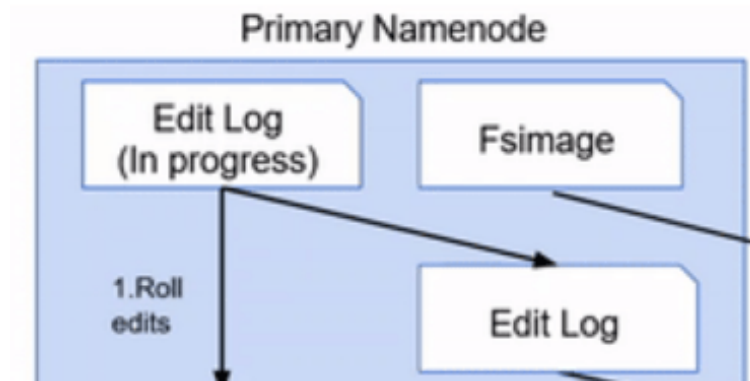 Primary Namenode
Edit Log
(In progress)
Fsimage
1.Roll
edits
Edit Log